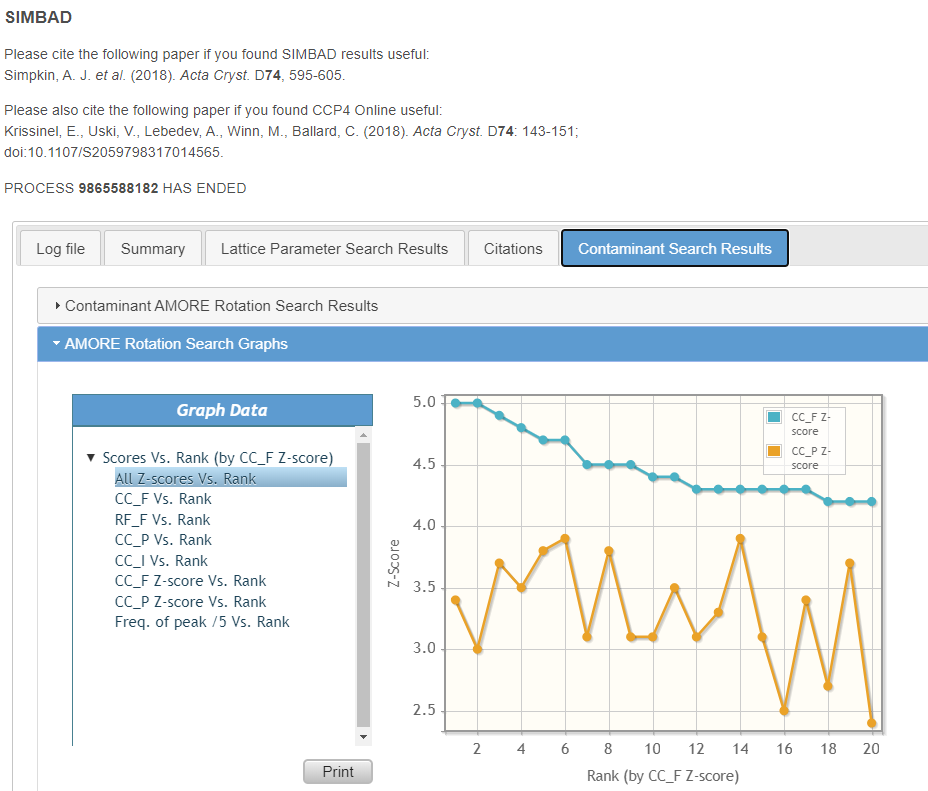 SIMBAD
Please cite the following paper if you found SIMBAD results useful:
Simpkin, A. J. et al. (2018). Acta Cryst. D74, 595-605.
Please also cite the following paper if you found CCP4 Online useful:
Krissinel, E., Uski, V., Lebedev, A., Winn, M., Ballard, C. (2018). Acta Cryst. D74: 143-151;
doi:10.1107/S2059798317014565.
PROCESS 9865588182 HAS ENDED
Log file
Summary
Lattice Parameter Search Results
Citations
Contaminant Search Results
Contaminant AMORE Rotation Search Results
AMORE Rotation Search Graphs
Graph Data
Scores Vs. Rank (by CC_F Z-score)
All Z-scores Vs. Rank
CC_F Vs. Rank
RF_F Vs. Rank
CC_P Vs. Rank
CC_I Vs. Rank
CC_F Z-score Vs. Rank
CC_P Z-score Vs. Rank
Freq. of peak /5 Vs. Rank
Print
Z-Score
5.0
4.5
4.0
3.5
3.0
2.5
CC_F Z-
score
CC_P Z-
score
2 4 6 8 10 12 14 16 18 20
Rank (by CC_F Z-score)